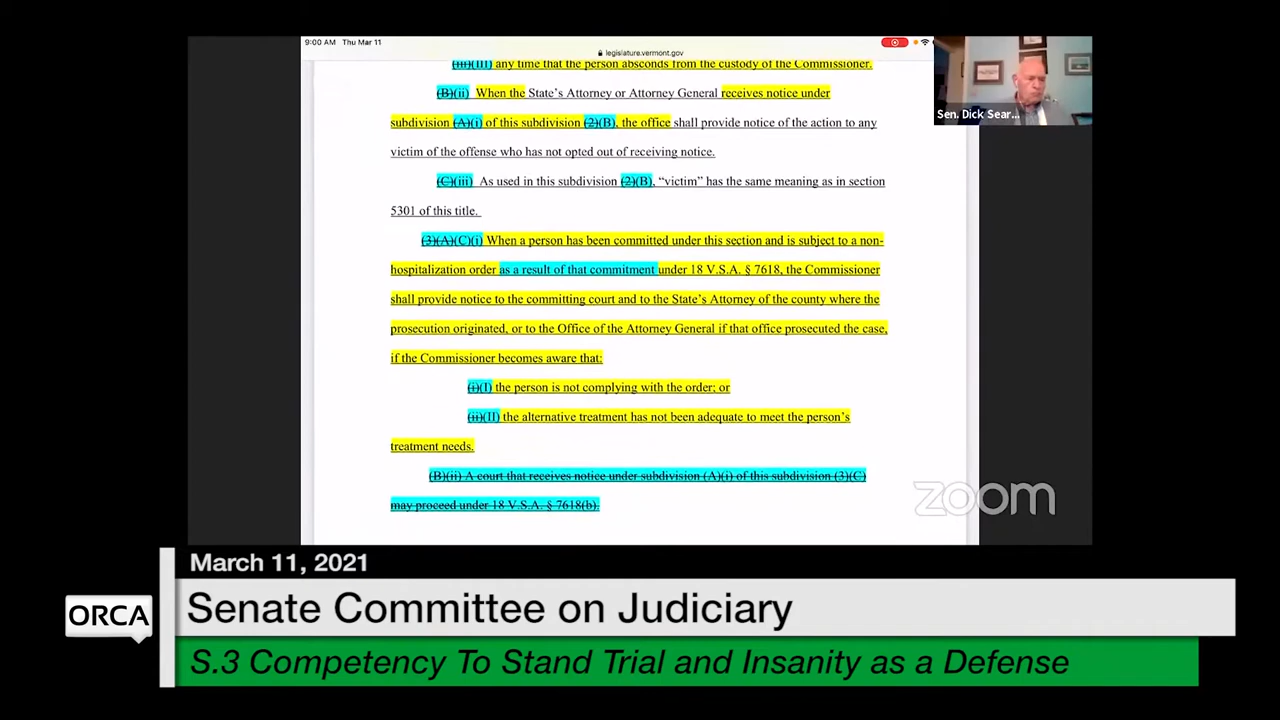 9:00 AM Thu Mar 11
legislature.vermont.gov
(iii)(III) any time that the person absconds from the custody of the Commissioner.
(B)(ii) When the State's Attorney or Attorney General receives notice under
subdivision (A)(i) of this subdivision (2)(B), the office shall provide notice of the action to any
victim of the offense who has not opted out of receiving notice.
(C)(iii) As used in this subdivision (2)(B), “victim” has the same meaning as in section
5301 of this title.
(3)(A)(C)(i) When a person has been committed under this section and is subject to a non-
hospitalization order as a result of that commitment under 18 V.S.A. § 7618, the Commissioner
shall provide notice to the committing court and to the State's Attorney of the county where the
prosecution originated, or to the Office of the Attorney General if that office prosecuted the case,
if the Commissioner becomes aware that:
(i)(I) the person is not complying with the order; or
(ii)(II) the alternative treatment has not been adequate to meet the person's
treatment needs.
(B)(ii) A court that receives notice under subdivision (A)(i) of this subdivision (3)(C)
may proceed under 18 V.S.A. § 7618(b).
Sen. Dick Sear...
zoom
March 11, 2021
ORCA
Senate Committee on Judiciary
S.3 Competency To Stand Trial and Insanity as a Defense